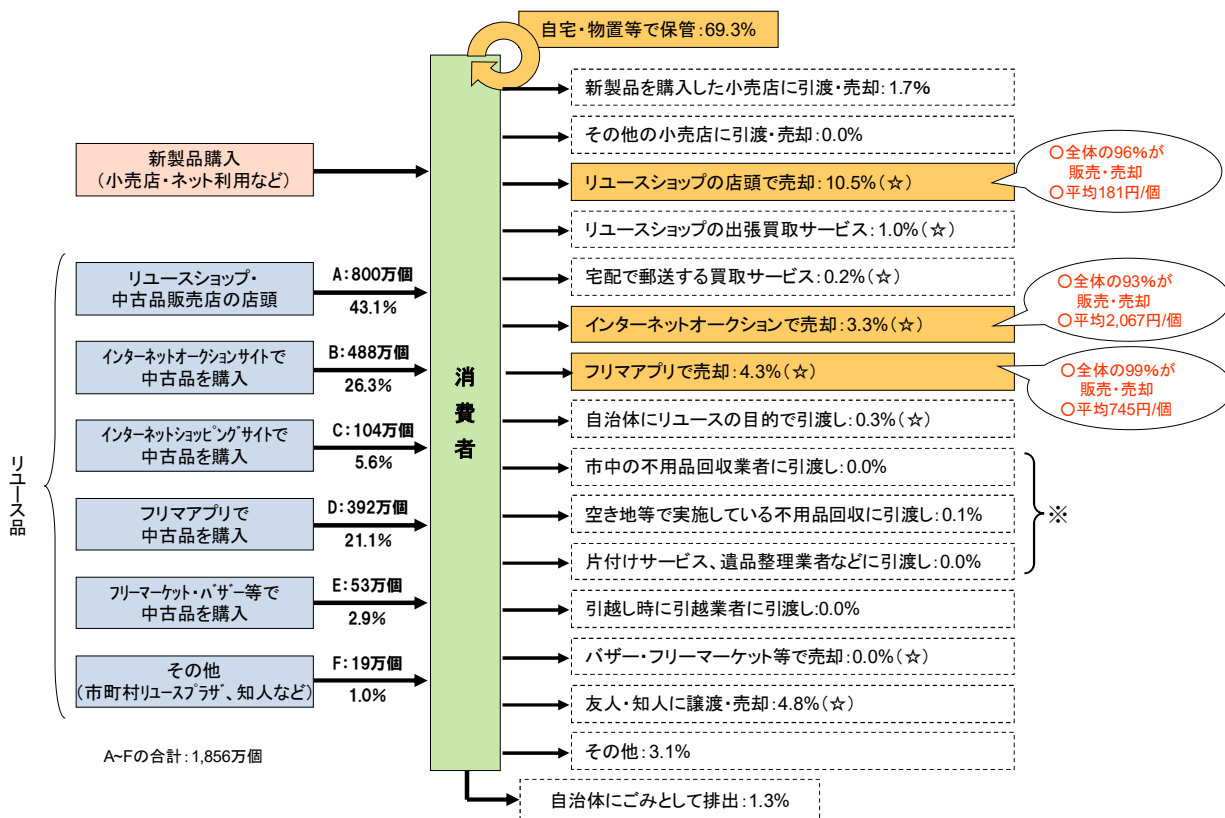 自宅・物置等で保管:69.3%
新製品を購入した小売店に引渡・売却:1.7%
その他の小売店に引渡・売却:0.0%
新製品購入
(小売店・ネット利用など)
リユースショップの店頭で売却:10.5%(☆)
○全体の96%が
販売・売却
○平均181円/個
リユースショップの出張買取サービス:1.0%(☆)
リユースショップ・
中古品販売店の店頭
A:800万個
43.1%
宅配で郵送する買取サービス:0.2%(☆)
インターネットオークションで売却:3.3%(☆)
○全体の93%が
販売・売却
○平均2,067円/個
インターネットオークションサイトで
中古品を購入
B:488万個
26.3%
フリマアプリで売却:4.3%(☆)
○全体の99%が
販売・売却
○平均745円/個
消費者
自治体にリユースの目的で引渡し:0.3%(☆)
インターネットショッピングサイトで
中古品を購入
C:104万個
5.6%
市中の不用品回収業者に引渡し:0.0%
リユース品
フリマアプリで
中古品を購入
D:392万個
21.1%
空き地等で実施している不用品回収に引渡し:0.1%
※
片付けサービス、遺品整理業者などに引渡し:0.0%
フリーマーケット・バザー等で
中古品を購入
E:53万個
2.9%
引越し時に引越業者に引渡し:0.0%
バザー・フリーマーケット等で売却:0.0%(☆)
その他
(市町村リユースプラザ、知人など)
F:19万個
1.0%
友人・知人に譲渡・売却:4.8%(☆)
その他:3.1%
A~Fの合計:1,856万個
自治体にごみとして排出:1.3%